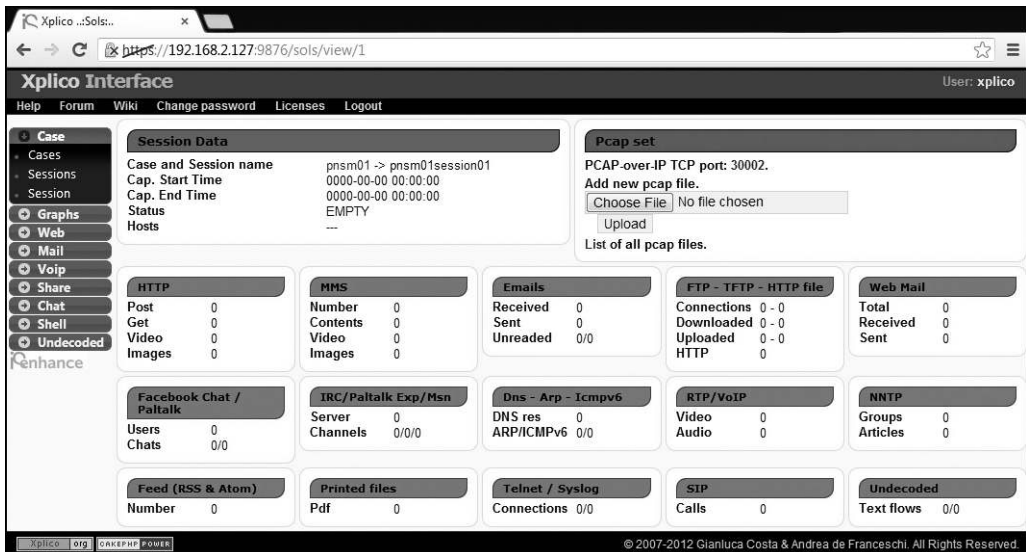 Xplico ..:Sols:..
https://192.168.2.127:9876/sols/view/1
Xplico Interface
User: xplico
Help Forum Wiki Change password Licenses Logout
Case
Cases
Sessions
Session
Graphs
Web
Mail
Voip
Share
Chat
Shell
Undecoded
iQenhance
Session Data
Case and Session name pnsm01 -> pnsm01session01
Cap. Start Time 0000-00-00 00:00:00
Cap. End Time 0000-00-00 00:00:00
Status EMPTY
Hosts ---
Pcap set
PCAP-over-IP TCP port: 30002.
Add new pcap file.
Choose File No file chosen
Upload
List of all pcap files.
HTTP
Post 0
Get 0
Video 0
Images 0
MMS
Number 0
Contents 0
Video 0
Images 0
Emails
Received 0
Sent 0
Unreaded 0/0
FTP - TFTP - HTTP file
Connections 0 - 0
Downloaded 0 - 0
Uploaded 0 - 0
HTTP 0
Web Mail
Total 0
Received 0
Sent 0
Facebook Chat /
Paltalk
Users 0
Chats 0/0
IRC/Paltalk Exp/Msn
Server 0
Channels 0/0/0
Dns - Arp - Icmpv6
DNS res 0
ARP/ICMPv6 0/0
RTP/VoIP
Video 0
Audio 0
NNTP
Groups 0
Articles 0
Feed (RSS & Atom)
Number 0
Printed files
Pdf 0
Telnet / Syslog
Connections 0/0
SIP
Calls 0
Undecoded
Text flows 0/0
Xplico org CAKEPHP POWER
© 2007-2012 Gianluca Costa & Andrea de Franceschi. All Rights Reserved.